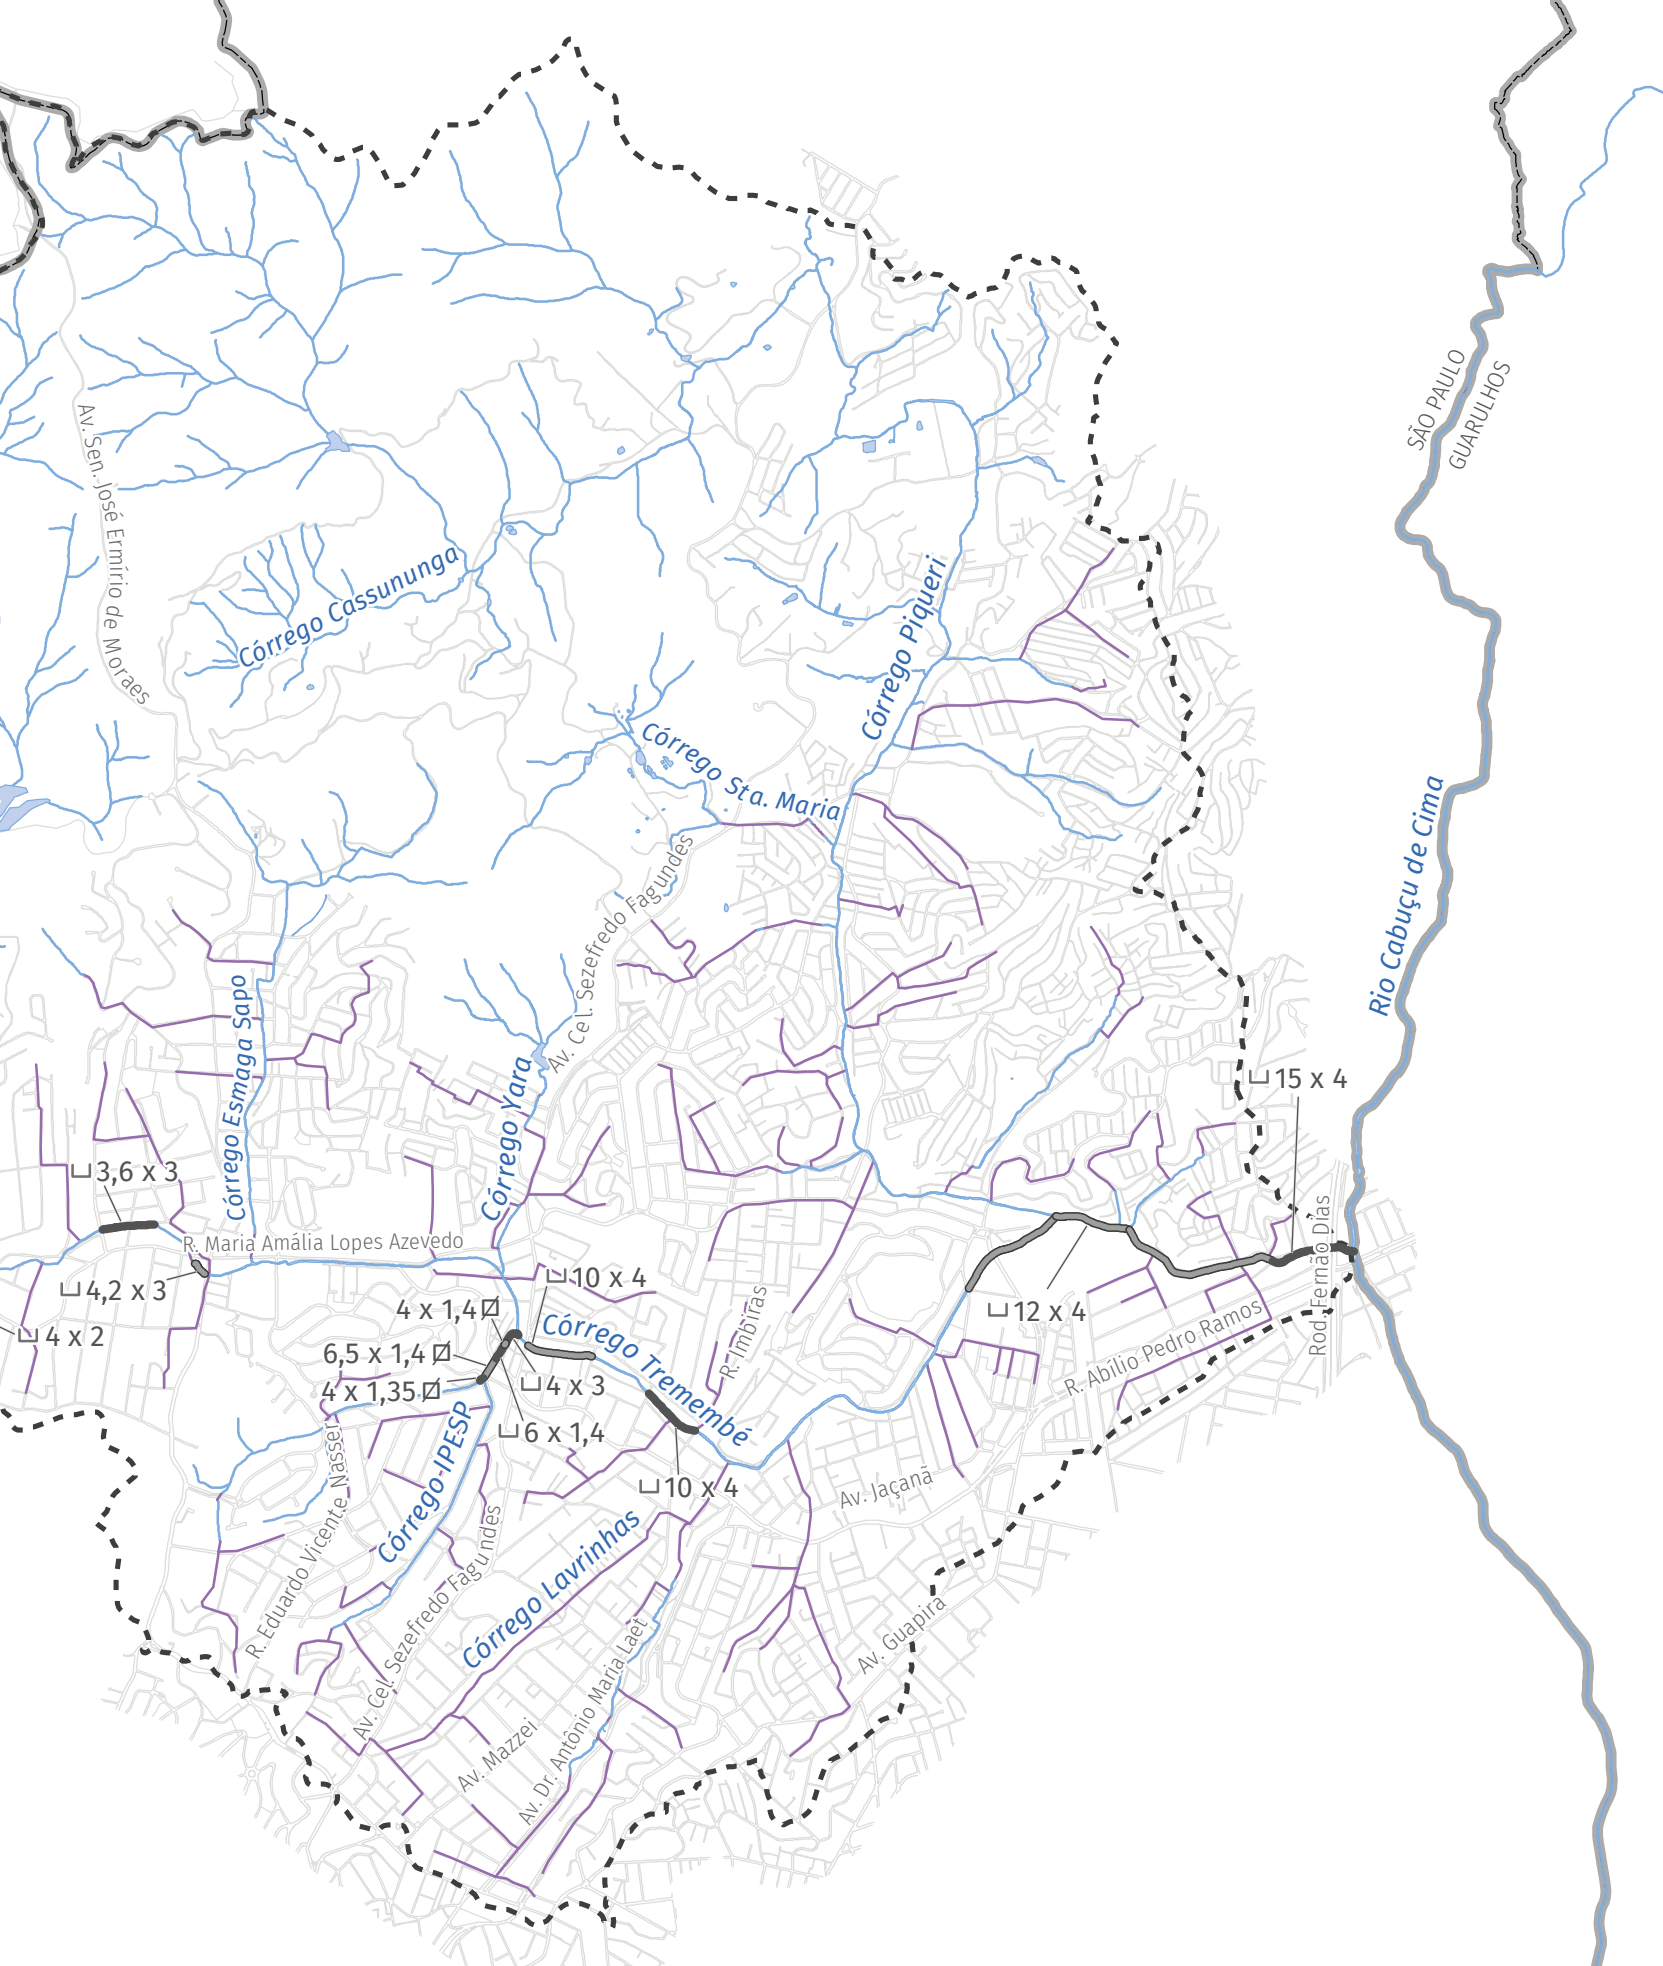 SÃO PAULO
GUARULHOS
Av. Sen. José Ermírio de Moraes
Córrego Cassununga
Córrego Piqueri
Córrego Sta. Maria
Rio Cabuçu de Cima
Av. Cel. Sezefredo Fagundes
Córrego Esmaga Sapo
Córrego Yara
⊔ 15 x 4
⊔ 3,6 x 3
R. Maria Amália Lopes Azevedo
⊔ 4,2 x 3
⊔ 10 x 4
4 x 1,4
⊔ 12 x 4
Rod. Fernão Dias
⊔ 4 x 2
Córrego Tremembé
R. Imbiras
6,5 x 1,4
4 x 1,35
⊔ 4 x 3
R. Abílio Pedro Ramos
⊔ 6 x 1,4
Córrego IPESP
⊔ 10 x 4
Av. Jaçanã
R. Eduardo Vicente Nasser
Córrego Lavrinhas
Av. Cel. Sezefredo Fagundes
Av. Guapira
Av. Mazzei
Av. Dr. Antônio Maria Laet